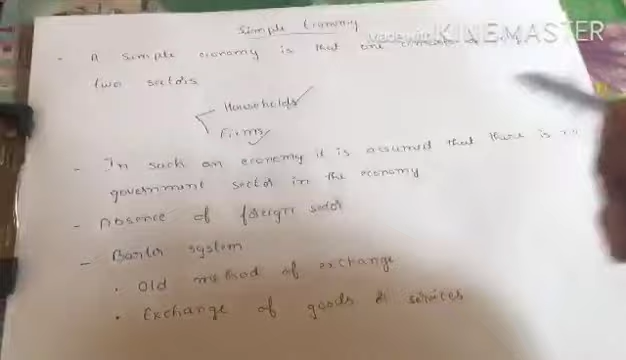 Simple Economy
Made with KINEMASTER
- A simple economy is that one
two sectors
Households
Firms
- In such an economy it is assumed that there is
government sector in the economy
- Absence of foreign sector
- Barter system
• Old method of exchange
• Exchange of goods & services